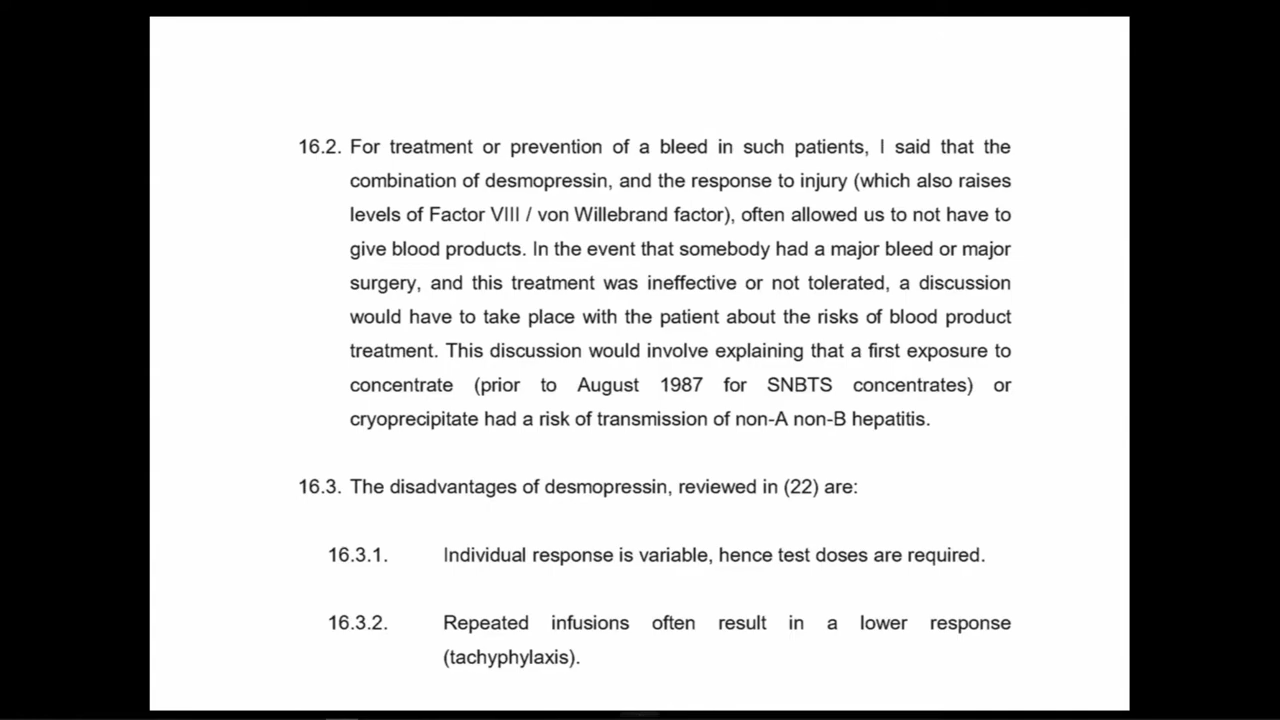 16.2. For treatment or prevention of a bleed in such patients, I said that the
combination of desmopressin, and the response to injury (which also raises
levels of Factor VIII / von Willebrand factor), often allowed us to not have to
give blood products. In the event that somebody had a major bleed or major
surgery, and this treatment was ineffective or not tolerated, a discussion
would have to take place with the patient about the risks of blood product
treatment. This discussion would involve explaining that a first exposure to
concentrate (prior to August 1987 for SNBTS concentrates) or
cryoprecipitate had a risk of transmission of non-A non-B hepatitis.
16.3. The disadvantages of desmopressin, reviewed in (22) are:
16.3.1. Individual response is variable, hence test doses are required.
16.3.2. Repeated infusions often result in a lower response
(tachyphylaxis).